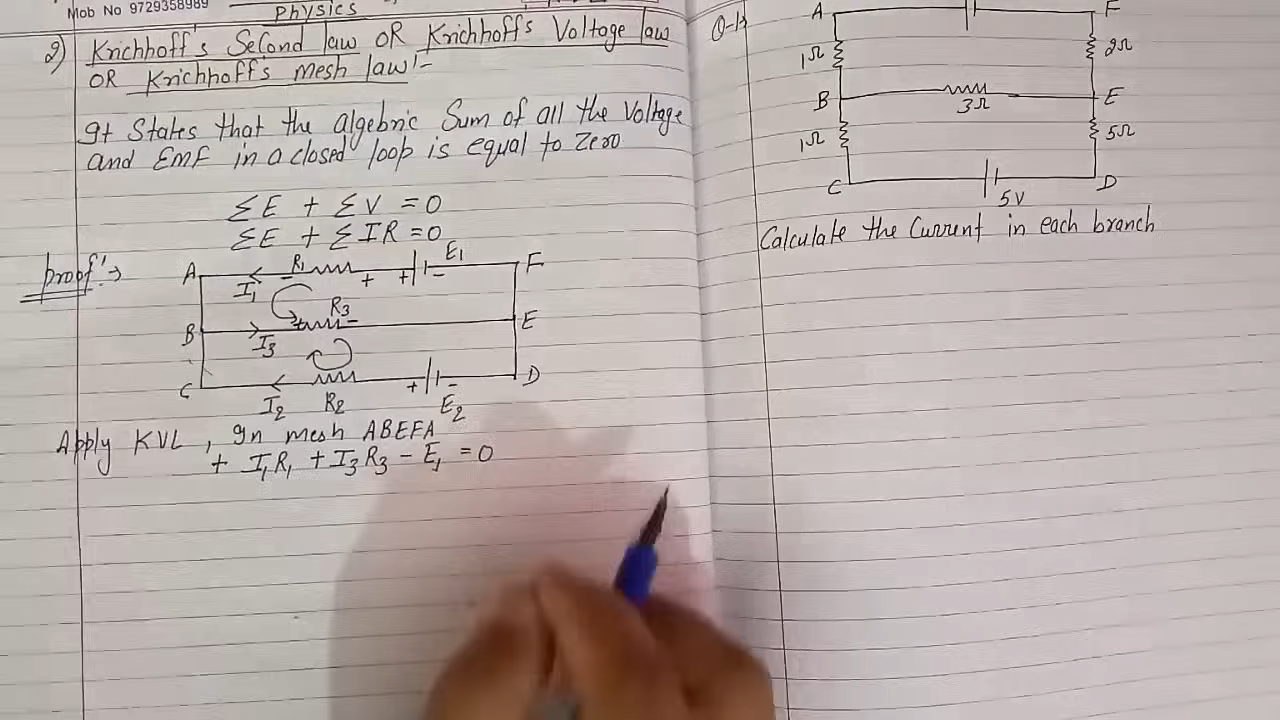 Mob No 9729358989
Physics
2) Krichhoff's Second law OR Krichhoff's Voltage law
OR Krichoff's mesh law:-
It States that the algebric Sum of all the Voltage
and EMF in a closed loop is equal to Zero
ΣE + ΣV = 0
ΣE + ΣIR = 0
Proof:→
A R₁ E₁ F
I₁ + + -
B R₃ E
I₃ + -
C D
I₂ R₂ + - E₂
Apply KVL, In mesh ABEFA
+ I₁R₁ + I₃R₃ - E₁ = 0
Q-1)
A F
1Ω 2Ω
B 3Ω E
1Ω 5Ω
C 5V D
Calculate the Current in each branch